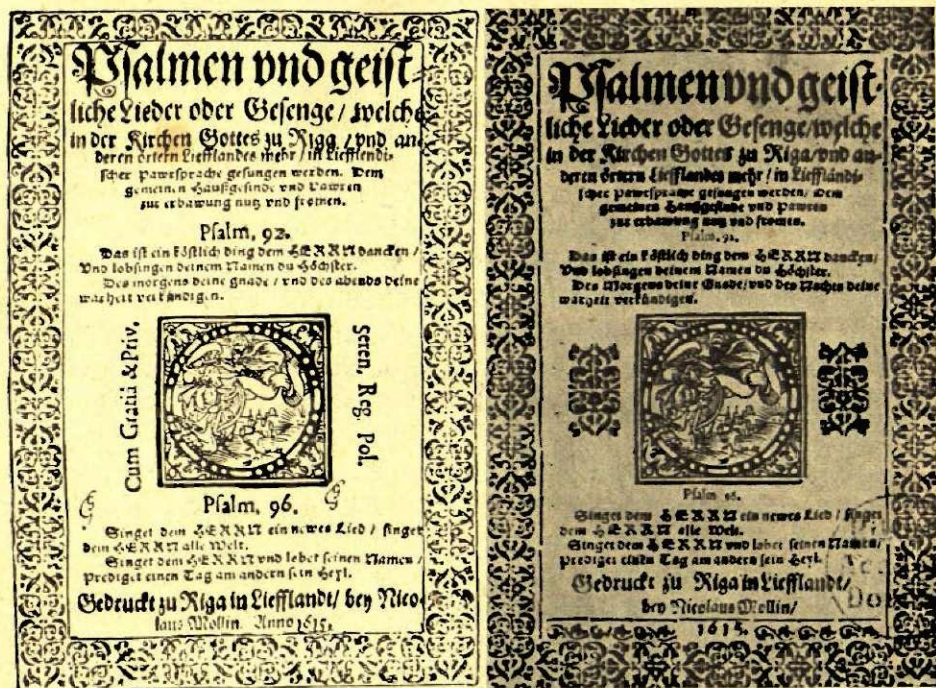 Psalmen vnd geist-
liche Lieder oder Gesenge / welche
in der Kirchen Gottes zu Riga / vnd an-
deren örtern Liefflandes mehr / in Liefflendi-
scher Pawrsprache gesungen werden. Dem
gemeinen Hausgesinde vnd Pawren
zur erbawung nutz vnd fromen.
Psalm. 92.
Das ist ein köstlich ding dem HERRN dancken /
Vnd lobsingen deinem Namen du Höchster.
Des morgens deine gnade / vnd des abends deine
warheit verkündigen.
Cum Gratiâ & Priv.
Seren. Reg. Pol.
Psalm. 96.
Singet dem HERRN ein newes Lied / singet
dem HERRN alle Welt.
Singet dem HERRN vnd lobet seinen Namen /
prediget einen Tag am andern sein Heyl.
Gedruckt zu Riga in Liefflandt / bey Nico-
laus Mollin. Anno 1615.
Psalmen vnd geist-
liche Lieder oder Gesenge / welche
in der Kirchen Gottes zu Riga / vnd an-
deren örtern Liefflandes mehr / in Liefflandi-
scher Pawrsprache gesungen werden / Dem
gemeinen Haußgesinde vnd Pawren
zur erbawung nutz vnd fromen.
Psalm. 92.
Das ist ein köstlich ding dem HERRN dancken /
Vnd lobsingen deinem Namen du Höchster.
Des Morgens deine Gnade / vnd des Nachtes deine
warheit verkündigen.
Psalm 96.
Singet dem HERRN ein newes Lied / singet
dem HERRN alle Welt.
Singet dem HERRN vnd lobet seinen Namen /
prediget einen Tag am andern sein Heyl.
Gedruckt zu Riga in Liefflandt /
bey Nicolaus Mollin /
1615.